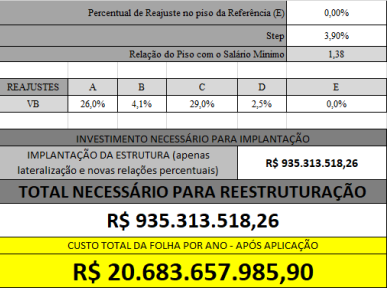 Percentual de Reajuste no piso da Referência (E) 0,00%
Step 3,90%
Relação do Piso com o Salário Minimo 1,38
REAJUSTES A B C D E
VB 26,0% 4,1% 29,0% 2,5% 0,0%
INVESTIMENTO NECESSÁRIO PARA IMPLANTAÇÃO
IMPLANTAÇÃO DA ESTRUTURA (apenas
lateralização e novas relações percentuais) R$ 935.313.518,26
TOTAL NECESSÁRIO PARA REESTRUTURAÇÃO
R$ 935.313.518,26
CUSTO TOTAL DA FOLHA POR ANO - APÓS APLICAÇÃO
R$ 20.683.657.985,90